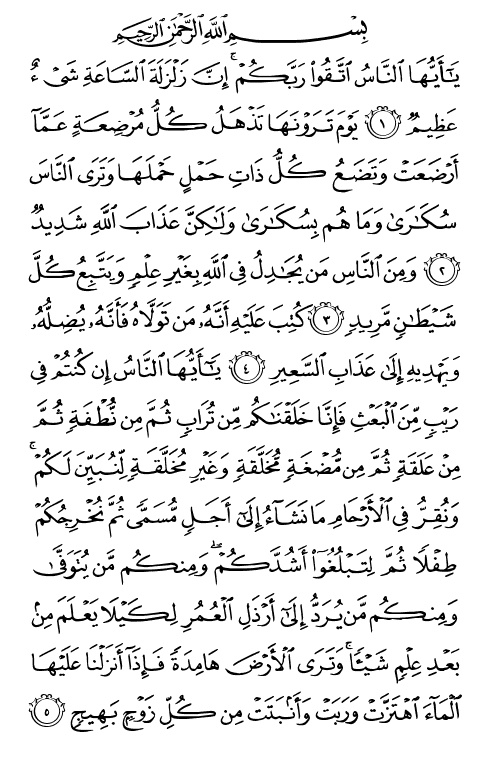 بِسْمِ ٱللَّهِ ٱلرَّحْمَٰنِ ٱلرَّحِيمِ
يَٰٓأَيُّهَا ٱلنَّاسُ ٱتَّقُوا۟ رَبَّكُمْ ۚ إِنَّ زَلْزَلَةَ ٱلسَّاعَةِ شَىْءٌ
عَظِيمٌ ١ يَوْمَ تَرَوْنَهَا تَذْهَلُ كُلُّ مُرْضِعَةٍ عَمَّآ
أَرْضَعَتْ وَتَضَعُ كُلُّ ذَاتِ حَمْلٍ حَمْلَهَا وَتَرَى ٱلنَّاسَ
سُكَٰرَىٰ وَمَا هُم بِسُكَٰرَىٰ وَلَٰكِنَّ عَذَابَ ٱللَّهِ شَدِيدٌ
٢ وَمِنَ ٱلنَّاسِ مَن يُجَٰدِلُ فِى ٱللَّهِ بِغَيْرِ عِلْمٍ وَيَتَّبِعُ كُلَّ
شَيْطَٰنٍ مَّرِيدٍ ٣ كُتِبَ عَلَيْهِ أَنَّهُۥ مَن تَوَلَّاهُ فَأَنَّهُۥ يُضِلُّهُۥ
وَيَهْدِيهِ إِلَىٰ عَذَابِ ٱلسَّعِيرِ ٤ يَٰٓأَيُّهَا ٱلنَّاسُ إِن كُنتُمْ فِى
رَيْبٍ مِّنَ ٱلْبَعْثِ فَإِنَّا خَلَقْنَٰكُم مِّن تُرَابٍ ثُمَّ مِن نُّطْفَةٍ ثُمَّ
مِنْ عَلَقَةٍ ثُمَّ مِن مُّضْغَةٍ مُّخَلَّقَةٍ وَغَيْرِ مُخَلَّقَةٍ لِّنُبَيِّنَ لَكُمْ ۚ
وَنُقِرُّ فِى ٱلْأَرْحَامِ مَا نَشَآءُ إِلَىٰٓ أَجَلٍ مُّسَمًّى ثُمَّ نُخْرِجُكُمْ
طِفْلًا ثُمَّ لِتَبْلُغُوٓا۟ أَشُدَّكُمْ ۖ وَمِنكُم مَّن يُتَوَفَّىٰ
وَمِنكُم مَّن يُرَدُّ إِلَىٰٓ أَرْذَلِ ٱلْعُمُرِ لِكَيْلَا يَعْلَمَ مِنۢ
بَعْدِ عِلْمٍ شَيْـًٔا ۚ وَتَرَى ٱلْأَرْضَ هَامِدَةً فَإِذَآ أَنزَلْنَا عَلَيْهَا
ٱلْمَآءَ ٱهْتَزَّتْ وَرَبَتْ وَأَنۢبَتَتْ مِن كُلِّ زَوْجٍۭ بَهِيجٍ ٥